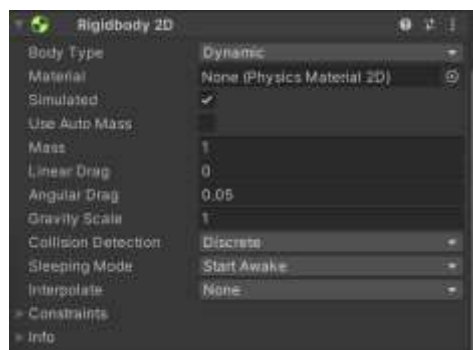 Rigidbody 2D
Body Type Dynamic
Material None (Physics Material 2D)
Simulated
Use Auto Mass
Mass 1
Linear Drag 0
Angular Drag 0.05
Gravity Scale 1
Collision Detection Discrete
Sleeping Mode Start Awake
Interpolate None
Constraints
Info